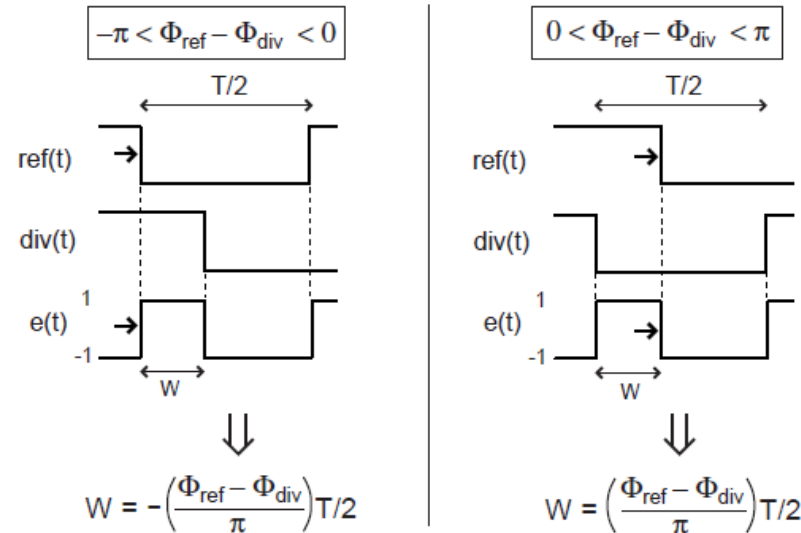 −π < Φref − Φdiv < 0
T/2
ref(t)
div(t)
1
e(t)
-1
W
W = −(Φref − Φdiv / π)T/2
0 < Φref − Φdiv < π
T/2
ref(t)
div(t)
1
e(t)
-1
W
W = (Φref − Φdiv / π)T/2